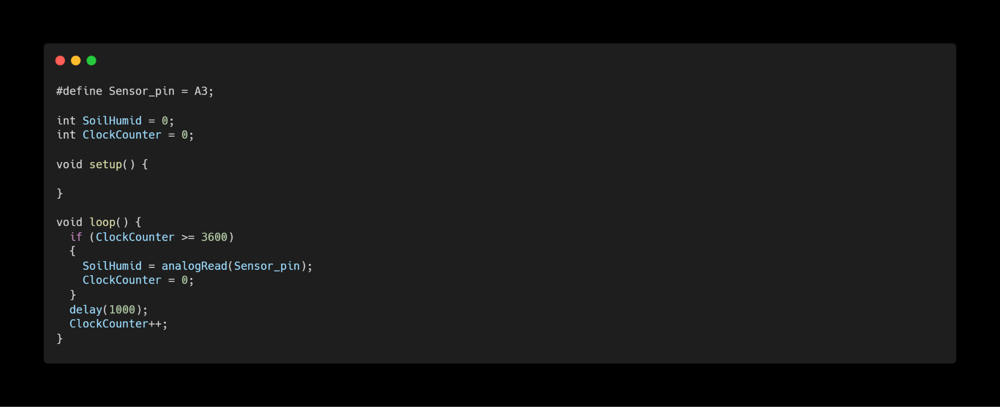 #define Sensor_pin = A3;
int SoilHumid = 0;
int ClockCounter = 0;
void setup() {
}
void loop() {
  if (ClockCounter >= 3600)
  {
    SoilHumid = analogRead(Sensor_pin);
    ClockCounter = 0;
  }
  delay(1000);
  ClockCounter++;
}